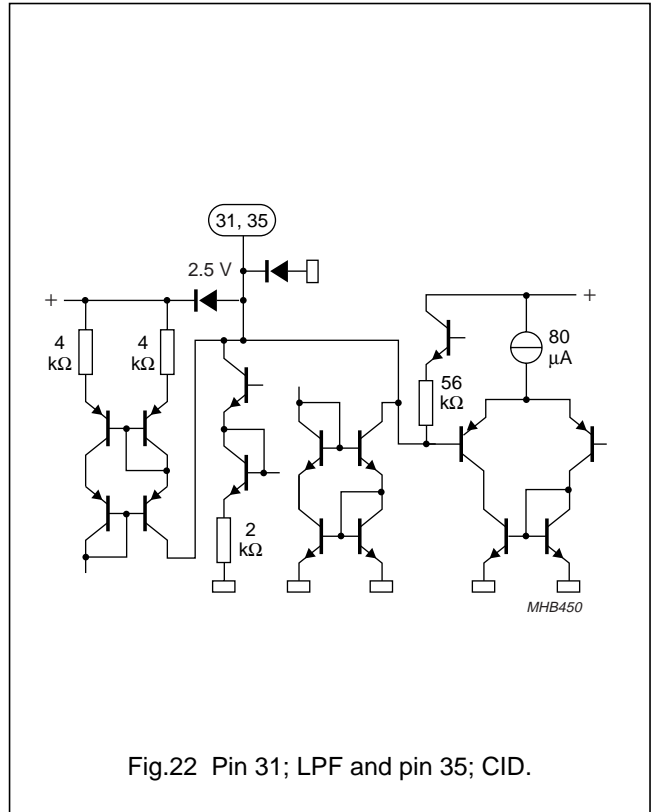 31, 35
2.5 V
+
+
4
kΩ
4
kΩ
80
μA
56
kΩ
2
kΩ
MHB450
Fig.22 Pin 31; LPF and pin 35; CID.